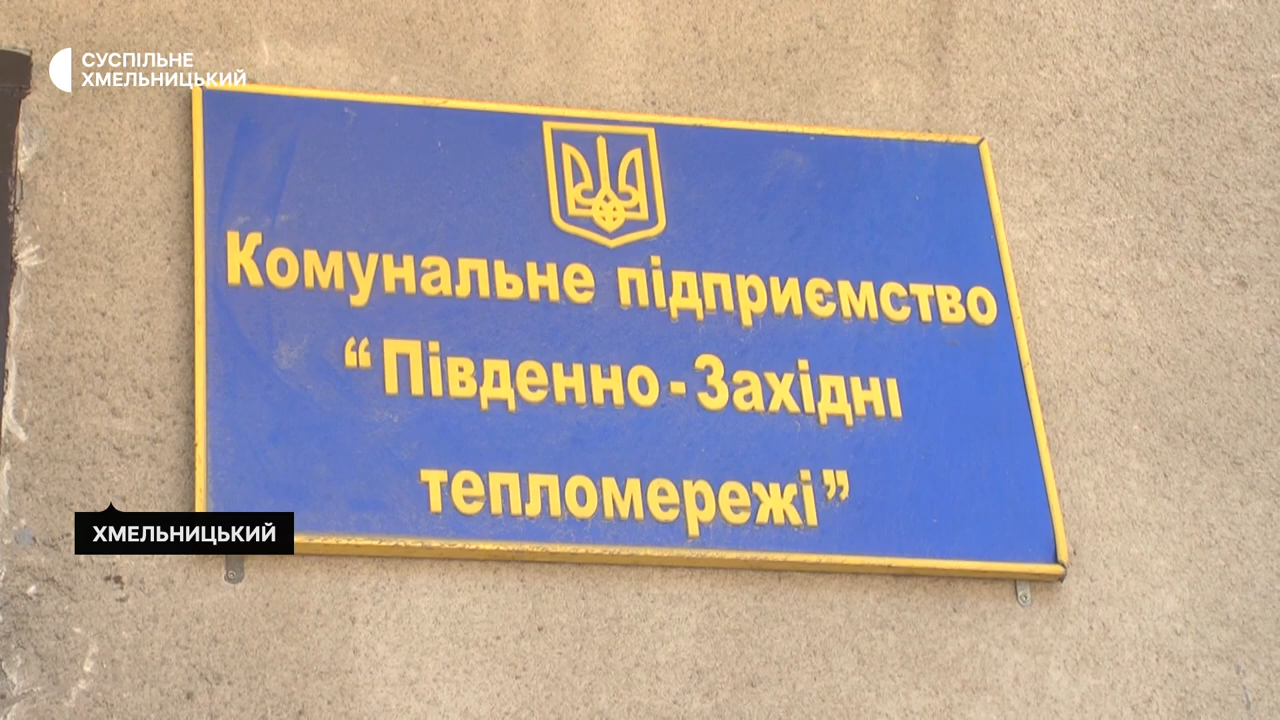 СУСПІЛЬНЕ
ХМЕЛЬНИЦЬКИЙ
Комунальне підприємство
“Південно-Західні
тепломережі”
ХМЕЛЬНИЦЬКИЙ